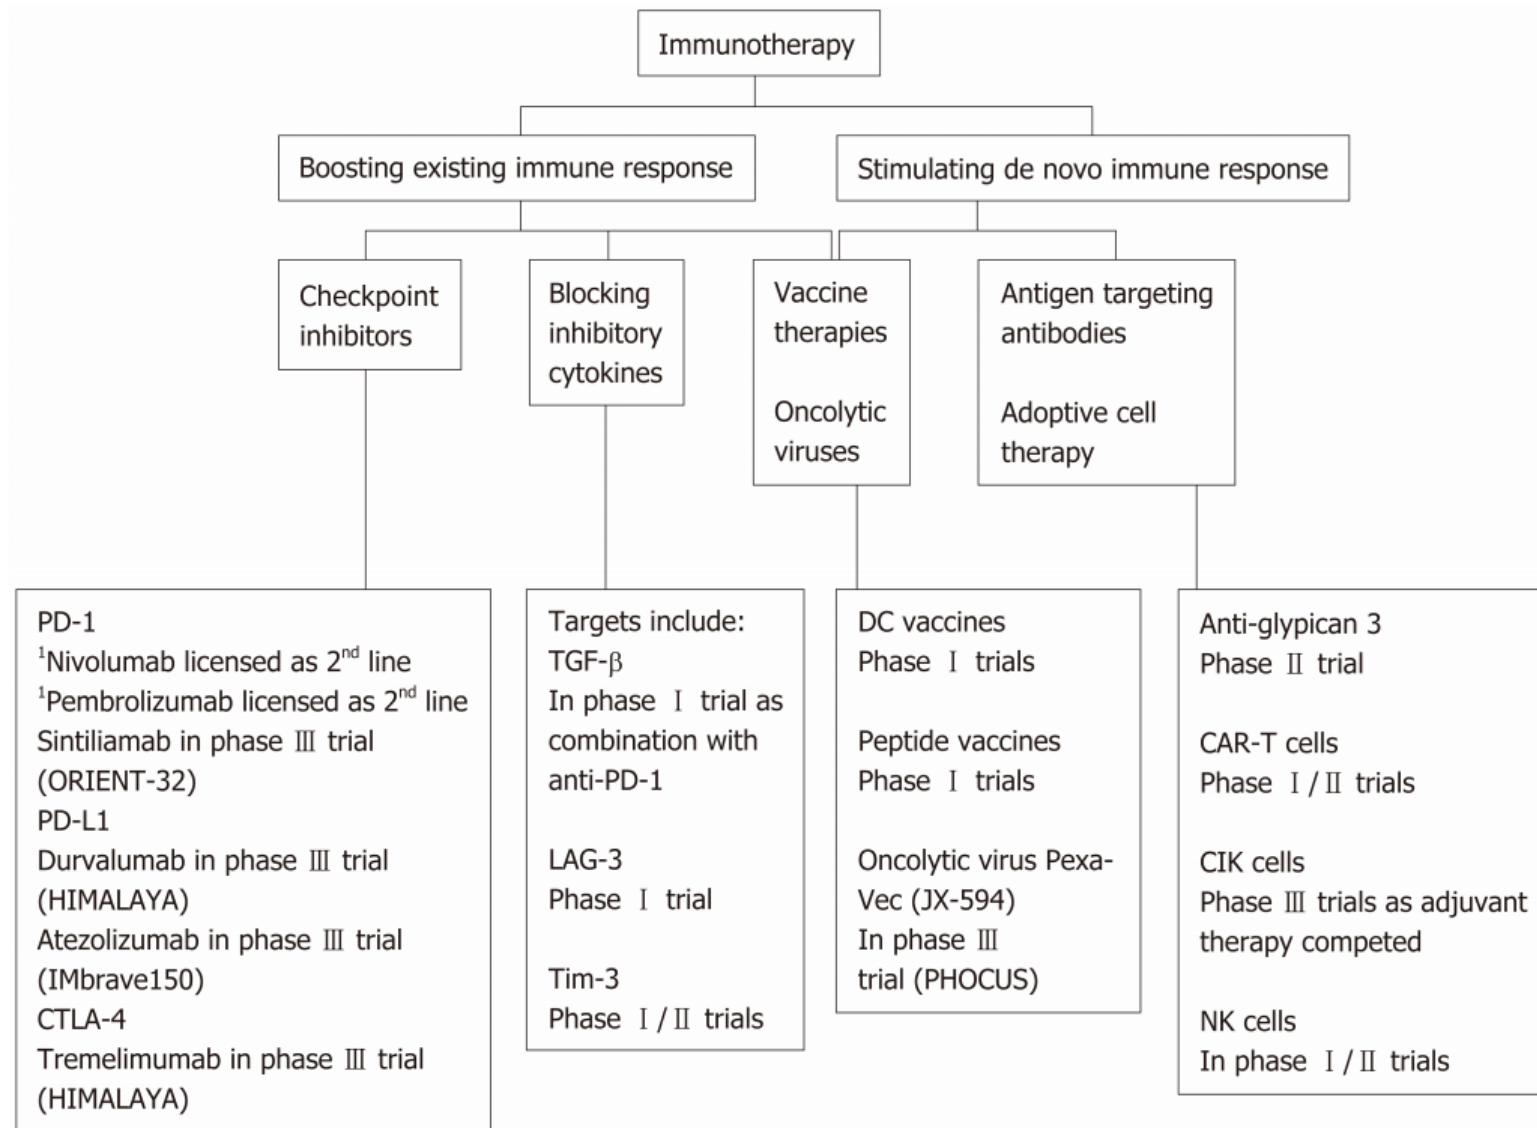 Immunotherapy
Boosting existing immune response
Stimulating de novo immune response
Checkpoint
inhibitors
Blocking
inhibitory
cytokines
Vaccine
therapies
Oncolytic
viruses
Antigen targeting
antibodies
Adoptive cell
therapy
PD-1
¹Nivolumab licensed as 2ⁿᵈ line
¹Pembrolizumab licensed as 2ⁿᵈ line
Sintiliamab in phase Ⅲ trial
(ORIENT-32)
PD-L1
Durvalumab in phase Ⅲ trial
(HIMALAYA)
Atezolizumab in phase Ⅲ trial
(IMbrave150)
CTLA-4
Tremelimumab in phase Ⅲ trial
(HIMALAYA)
Targets include:
TGF-β
In phase Ⅰ trial as
combination with
anti-PD-1
LAG-3
Phase Ⅰ trial
Tim-3
Phase Ⅰ/Ⅱ trials
DC vaccines
Phase Ⅰ trials
Peptide vaccines
Phase Ⅰ trials
Oncolytic virus Pexa-
Vec (JX-594)
In phase Ⅲ
trial (PHOCUS)
Anti-glypican 3
Phase Ⅱ trial
CAR-T cells
Phase Ⅰ/Ⅱ trials
CIK cells
Phase Ⅲ trials as adjuvant
therapy competed
NK cells
In phase Ⅰ/Ⅱ trials